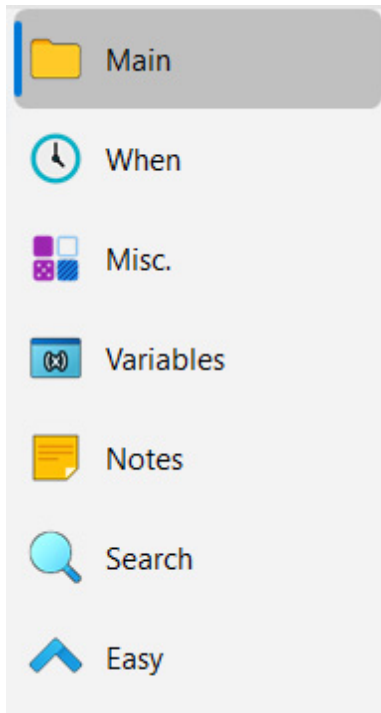 Main
When
Misc.
(x)
Variables
Notes
Search
Easy